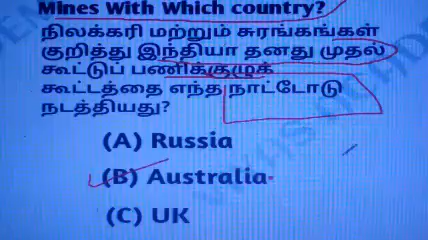 Mines With Which country?
நிலக்கரி மற்றும் சுரங்கங்கள்
குறித்து இந்தியா தனது முதல்
கூட்டுப் பணிக்குழுக்
கூட்டத்தை எந்த நாட்டோடு
நடத்தியது?
(A) Russia
(B) Australia
(C) UK